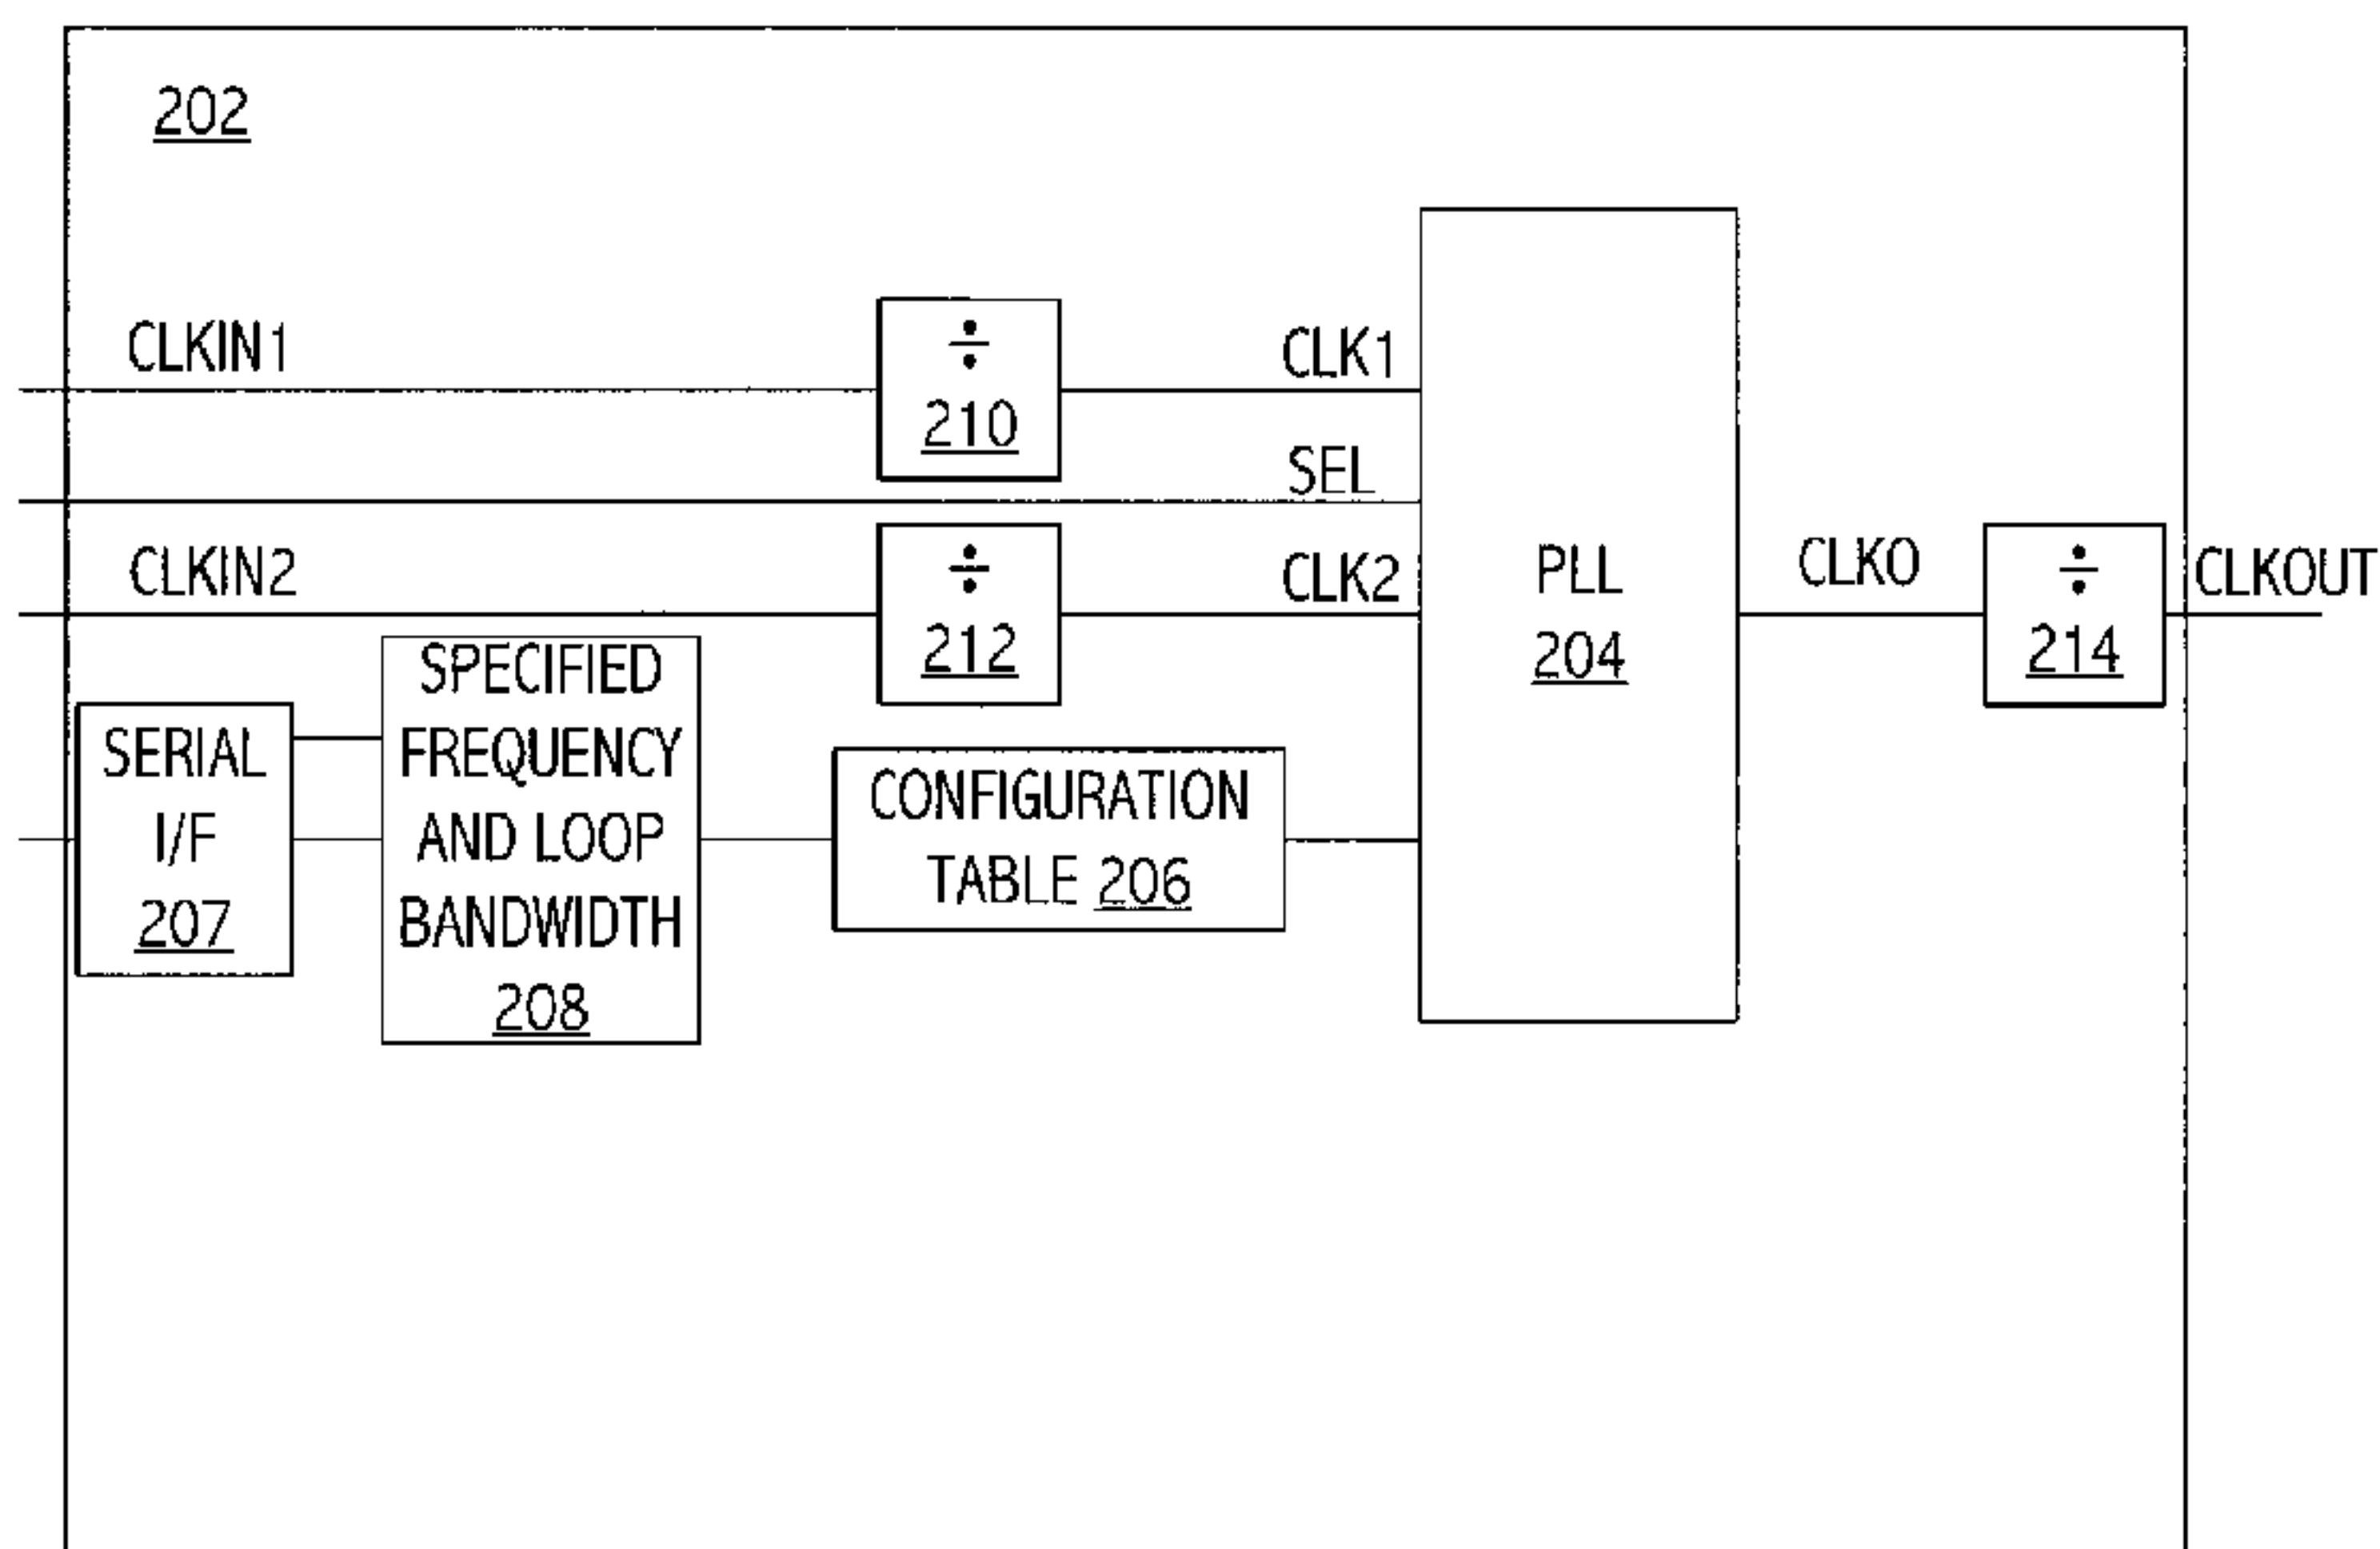 202
CLKIN1
÷
210
CLK1
SEL
CLKIN2
÷
212
CLK2
PLL
204
CLKO
÷
214
CLKOUT
SERIAL
I/F
207
SPECIFIED
FREQUENCY
AND LOOP
BANDWIDTH
208
CONFIGURATION
TABLE 206